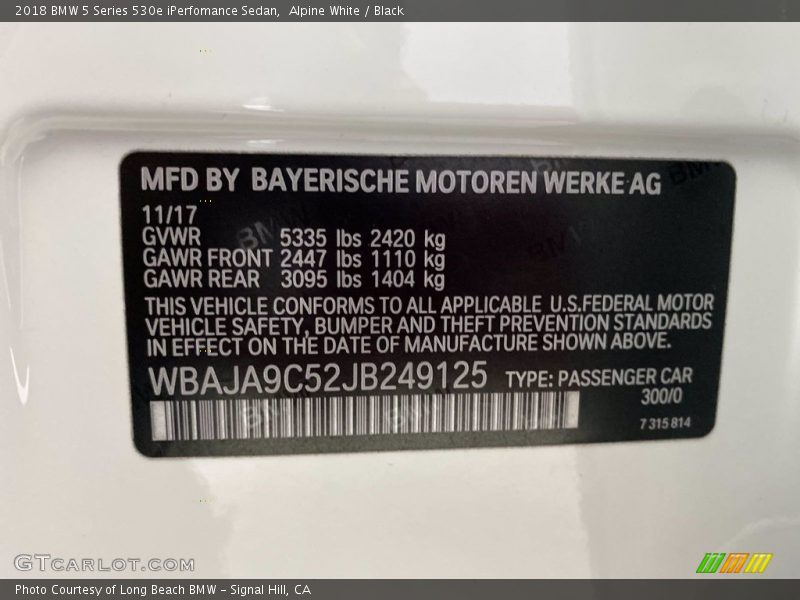 2018 BMW 5 Series 530e iPerfomance Sedan,  Alpine White / Black
MFD BY BAYERISCHE MOTOREN WERKE AG
11/17
GVWR 5335 lbs 2420 kg
GAWR FRONT 2447 lbs 1110 kg
GAWR REAR 3095 lbs 1404 kg
THIS VEHICLE CONFORMS TO ALL APPLICABLE U.S.FEDERAL MOTOR
VEHICLE SAFETY, BUMPER AND THEFT PREVENTION STANDARDS
IN EFFECT ON THE DATE OF MANUFACTURE SHOWN ABOVE.
WBAJA9C52JB249125 TYPE: PASSENGER CAR
300/0
7 315 814
GTCARLOT.COM
Photo Courtesy of Long Beach BMW - Signal Hill, CA